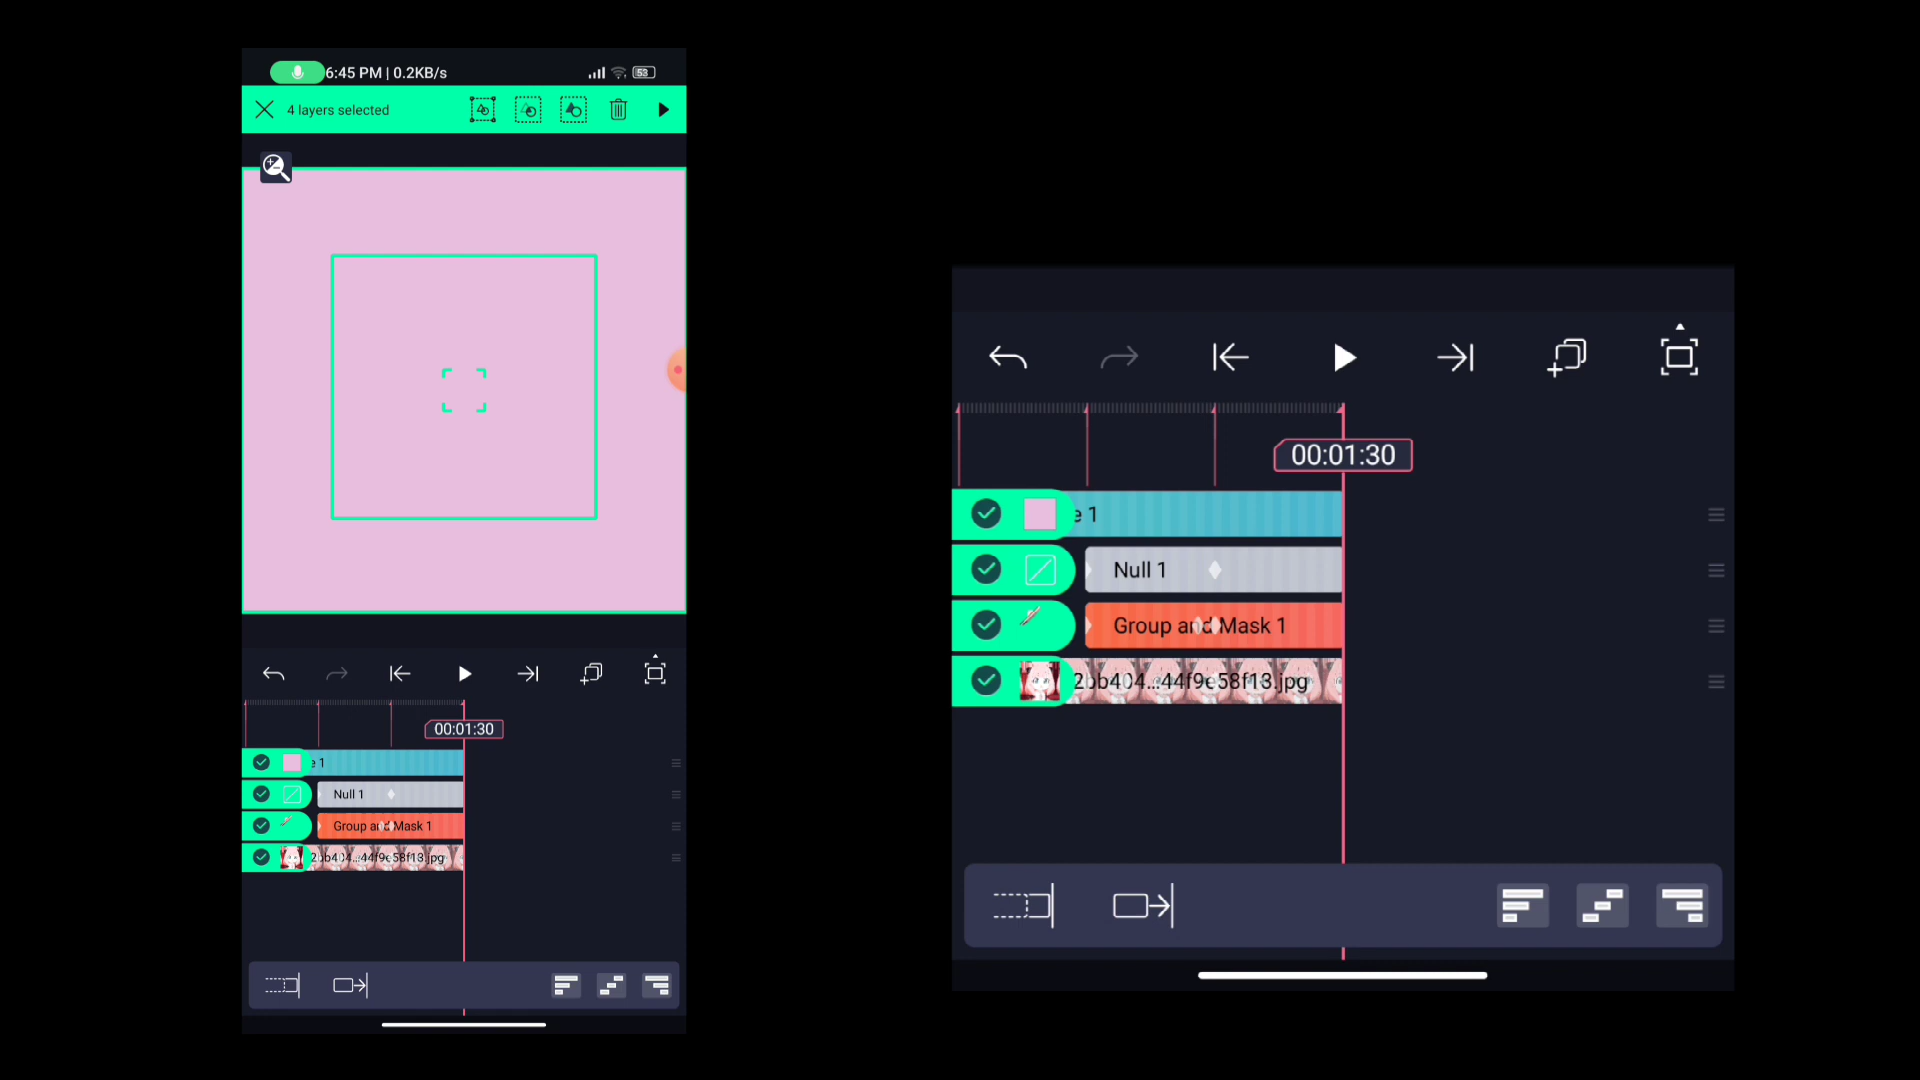 6:45 PM | 0.2KB/s
53
4 layers selected
00:01:30
e 1
Null 1
Group and Mask 1
2bb404...44f9e58f13.jpg
00:01:30
e 1
Null 1
Group and Mask 1
2bb404...44f9e58f13.jpg